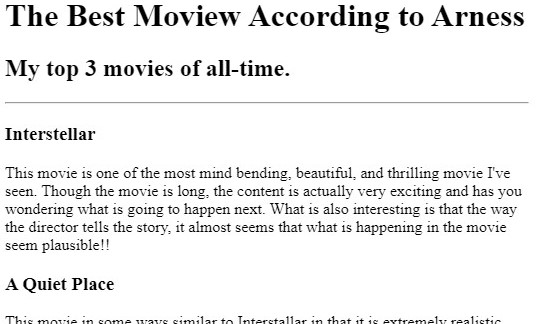 The Best Moview According to Arness
My top 3 movies of all-time.
Interstellar
This movie is one of the most mind bending, beautiful, and thrilling movie I've
seen. Though the movie is long, the content is actually very exciting and has you
wondering what is going to happen next. What is also interesting is that the way
the director tells the story, it almost seems that what is happening in the movie
seem plausible!!
A Quiet Place
This movie in some ways similar to Interstallar in that it is extremely realistic